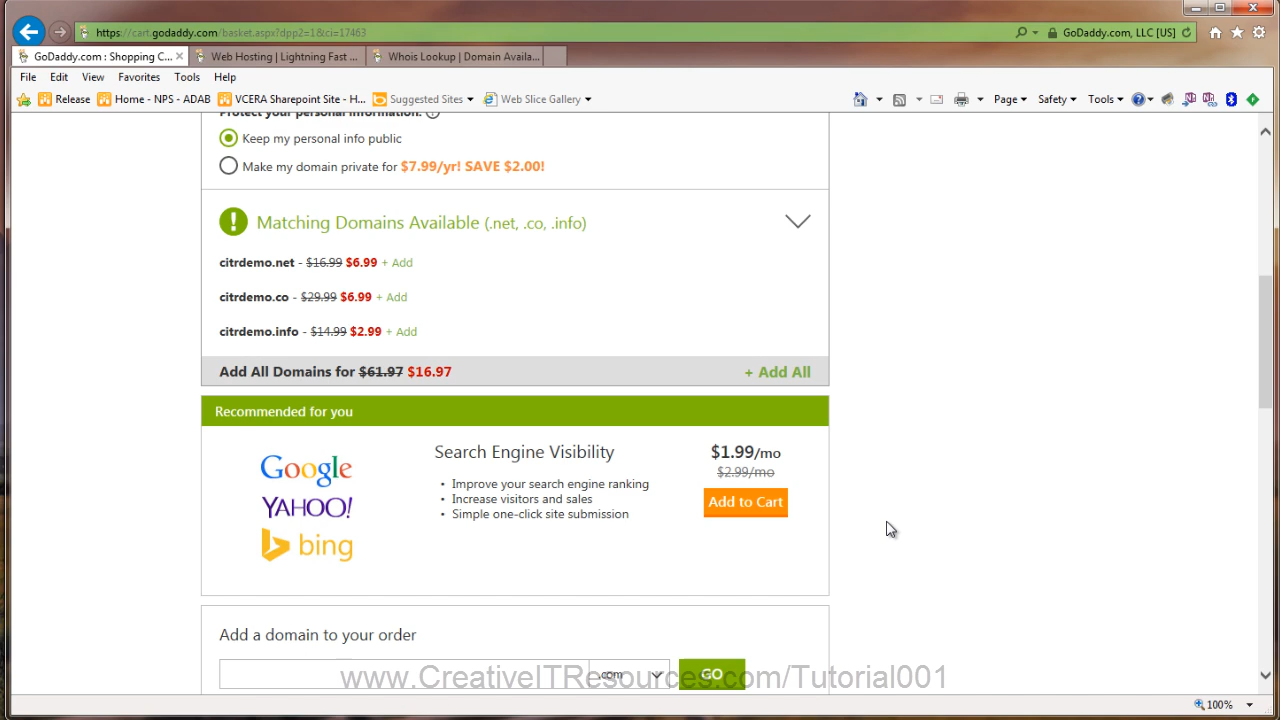 https://cart.godaddy.com/basket.aspx?dpp2=1&ci=17463
GoDaddy.com, LLC [US]
GoDaddy.com : Shopping C...
Web Hosting | Lightning Fast ...
Whois Lookup | Domain Availa...
File Edit View Favorites Tools Help
Release
Home - NPS - ADAB
VCERA Sharepoint Site - H...
Suggested Sites
Web Slice Gallery
Page
Safety
Tools
Protect your personal information:
Keep my personal info public
Make my domain private for $7.99/yr! SAVE $2.00!
Matching Domains Available (.net, .co, .info)
citrdemo.net - $16.99 $6.99 + Add
citrdemo.co - $29.99 $6.99 + Add
citrdemo.info - $14.99 $2.99 + Add
Add All Domains for $61.97 $16.97 + Add All
Recommended for you
Google
YAHOO!
bing
Search Engine Visibility
• Improve your search engine ranking
• Increase visitors and sales
• Simple one-click site submission
$1.99/mo
$2.99/mo
Add to Cart
Add a domain to your order
.com
GO
www.CreativeITResources.com/Tutorial001
100%